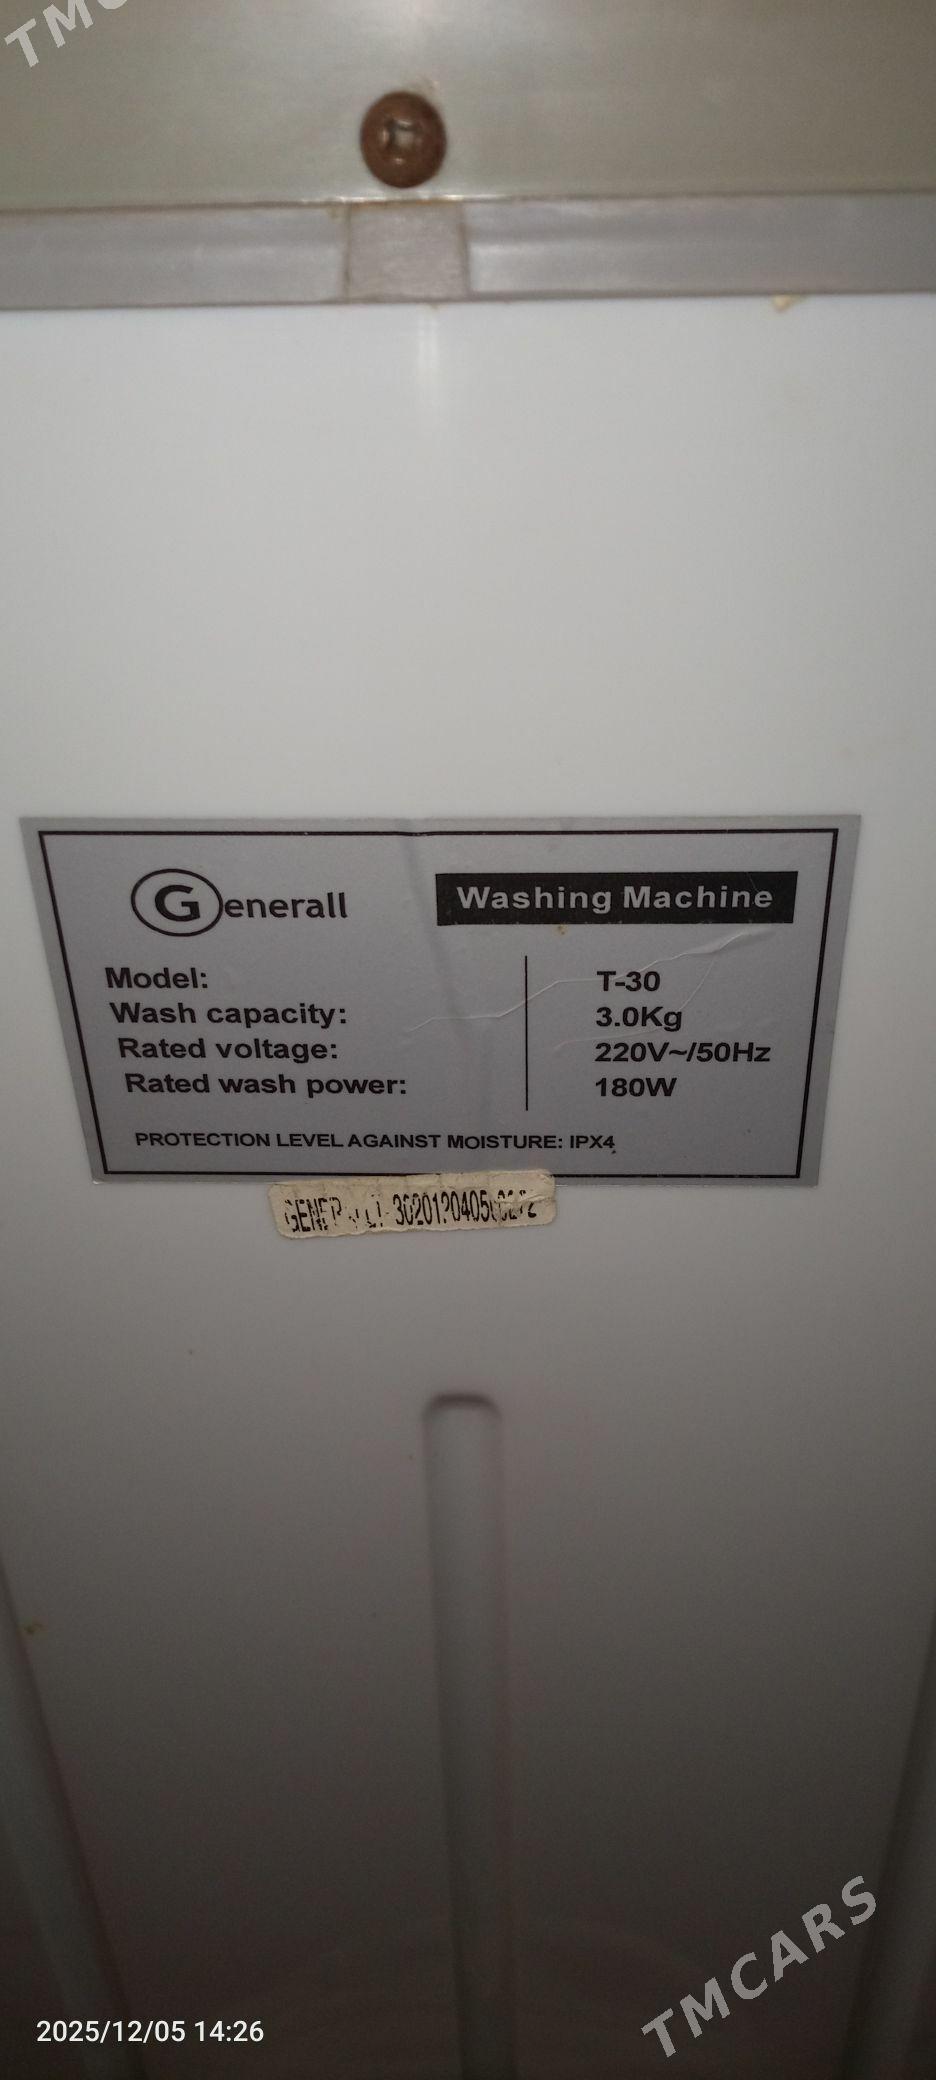 TMC
Generall
Washing Machine
Model: T-30
Wash capacity: 3.0Kg
Rated voltage: 220V~/50Hz
Rated wash power: 180W
PROTECTION LEVEL AGAINST MOISTURE: IPX4
TMCARS
2025/12/05 14:26